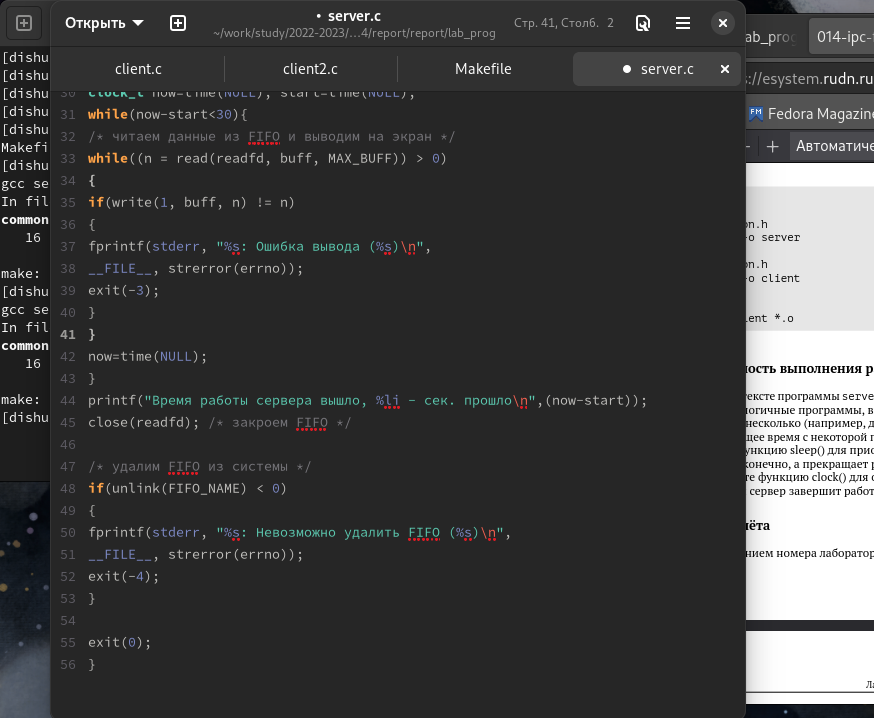 Открыть
server.c
~/work/study/2022-2023/…4/report/report/lab_prog
Стр. 41, Столб. 2
client.c
client2.c
Makefile
server.c
30 clock_t now=time(NULL), start=time(NULL);
31 while(now-start<30){
32 /* читаем данные из FIFO и выводим на экран */
33 while((n = read(readfd, buff, MAX_BUFF)) > 0)
34 {
35 if(write(1, buff, n) != n)
36 {
37 fprintf(stderr, "%s: Ошибка вывода (%s)\n",
38 __FILE__, strerror(errno));
39 exit(-3);
40 }
41 }
42 now=time(NULL);
43 }
44 printf("Время работы сервера вышло, %li - сек. прошло\n",(now-start));
45 close(readfd); /* закроем FIFO */
46
47 /* удалим FIFO из системы */
48 if(unlink(FIFO_NAME) < 0)
49 {
50 fprintf(stderr, "%s: Невозможно удалить FIFO (%s)\n",
51 __FILE__, strerror(errno));
52 exit(-4);
53 }
54
55 exit(0);
56 }
[dishu
[dishu
[dishu
[dishu
[dishu
Makefi
[dishu
gcc se
In fil
common
16
make:
[dishu
gcc se
In fil
common
16
make:
[dishu
ab_prog
014-ipc-
://esystem.rudn.ru
FM Fedora Magazine
Автоматиче
on.h
-o server
on.h
-o client
ient *.o
ность выполнения р
тексте программы serve
логичные программы, в
несколько (например, д
щее время с некоторой п
ункцию sleep() для прио
конечно, а прекращает р
те функцию clock() для о
сервер завершит работ
чёта
нием номера лаборатор
Ла